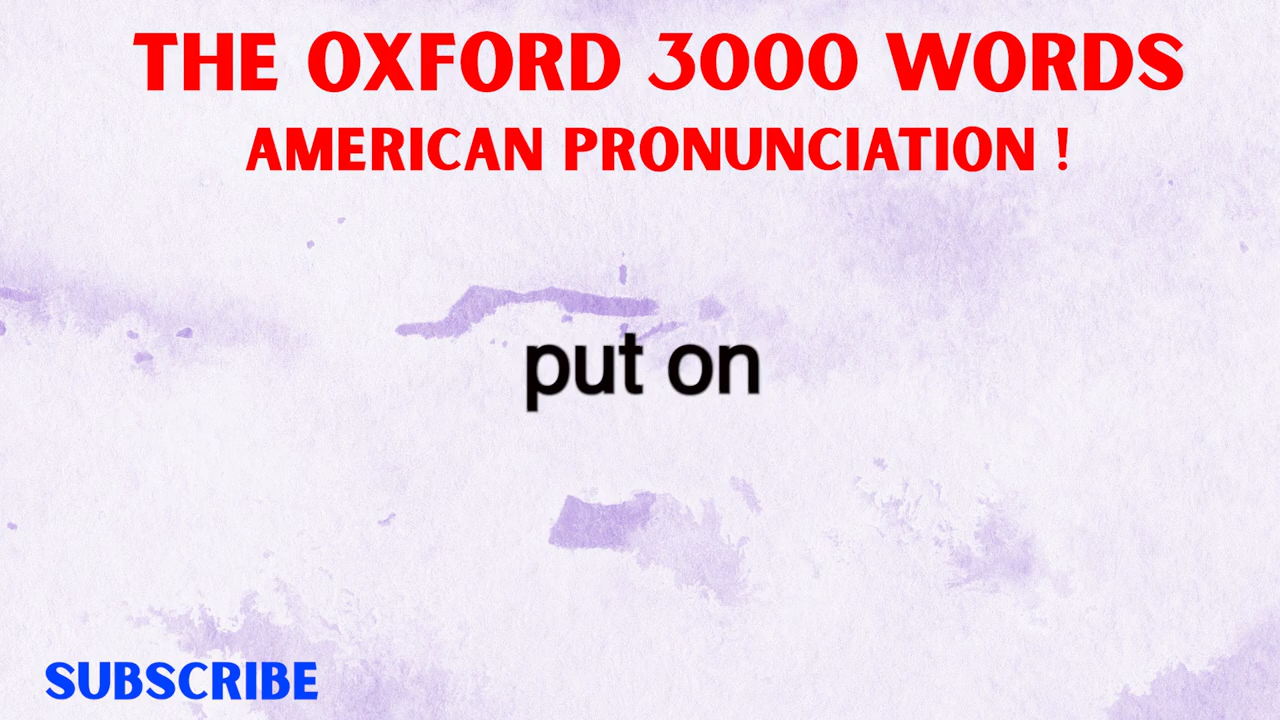 THE OXFORD 3000 WORDS
AMERICAN PRONUNCIATION !
put on
SUBSCRIBE